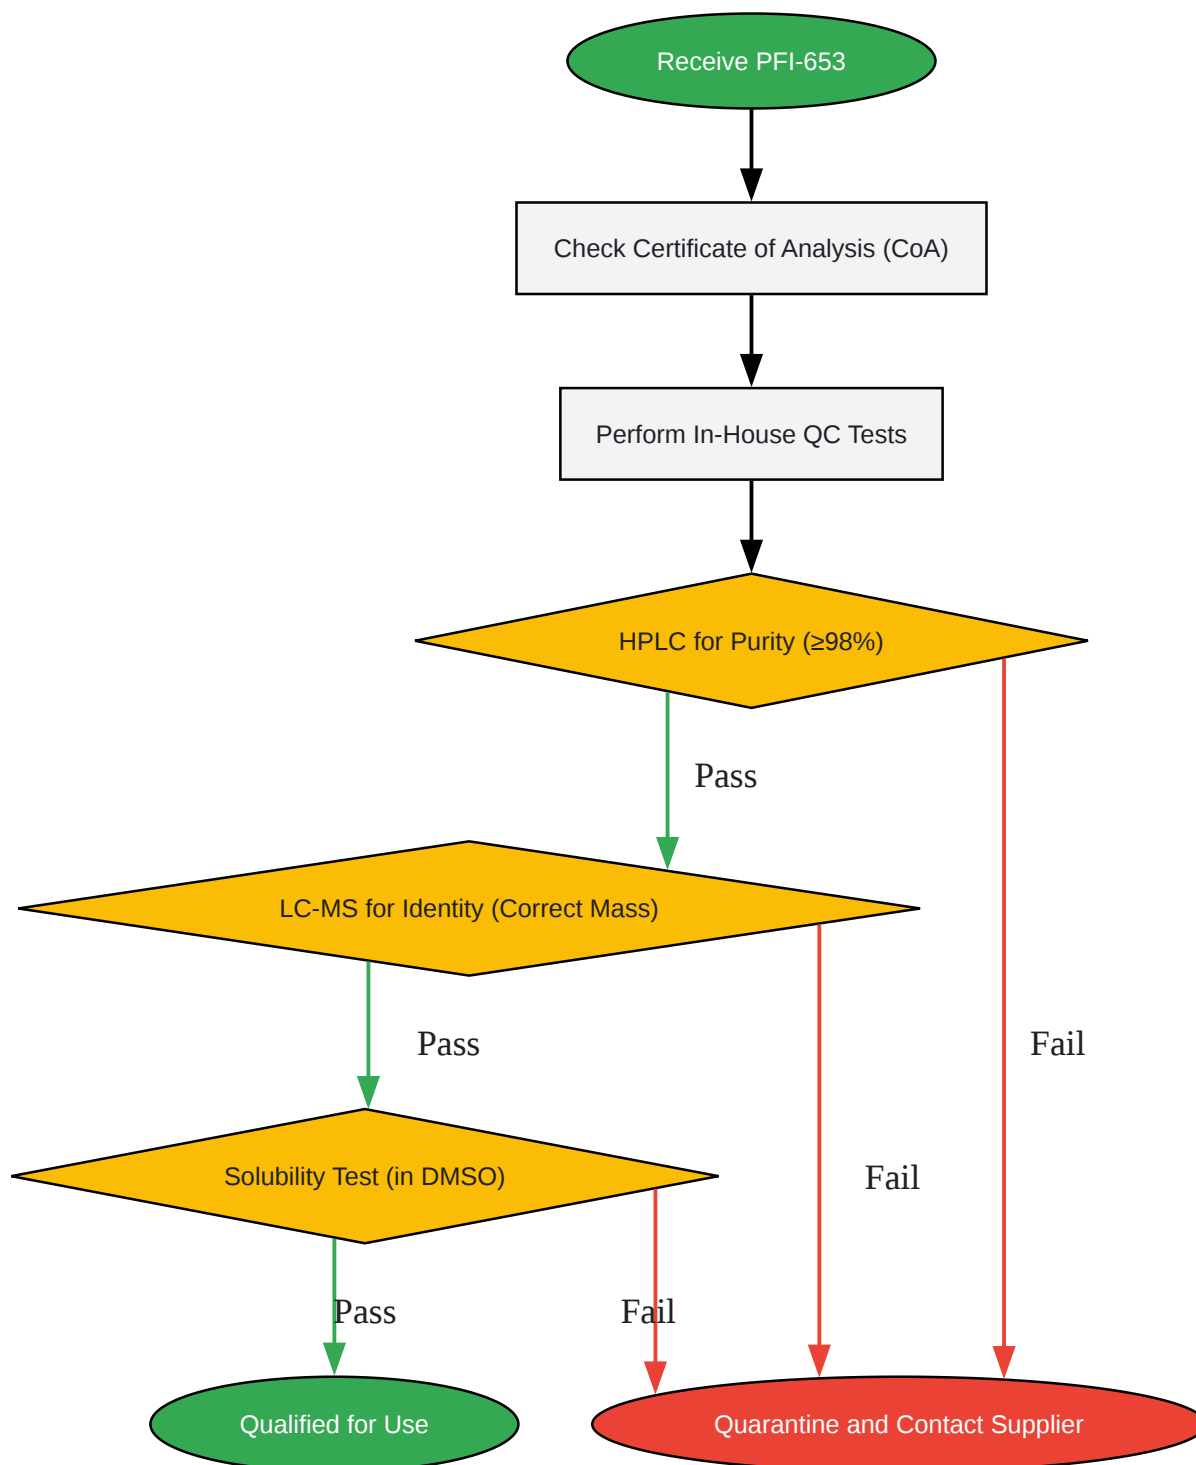 Receive PFI-653
Check Certificate of Analysis (CoA)
Perform In-House QC Tests
HPLC for Purity (≥98%)
Pass
LC-MS for Identity (Correct Mass)
Pass
Fail
Solubility Test (in DMSO)
Fail
Pass
Fail
Qualified for Use
Quarantine and Contact Supplier